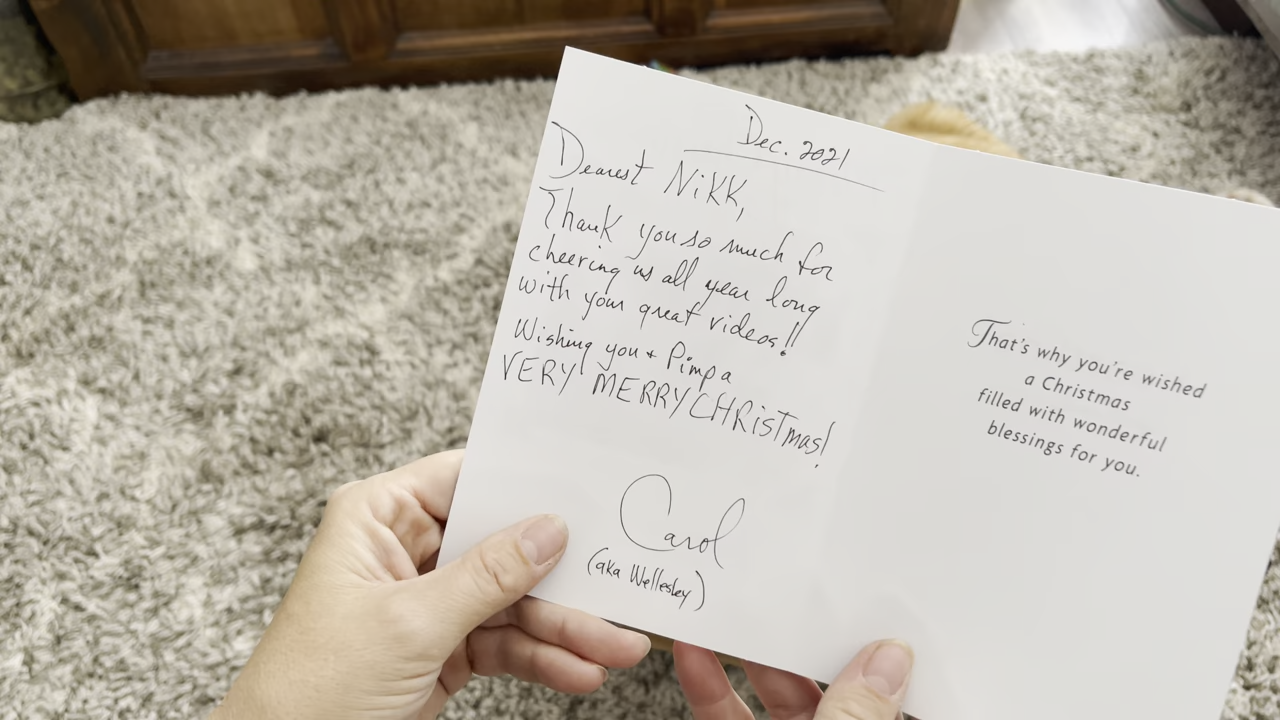 Dec. 2021
Dearest NiKK,
Thank you so much for
cheering us all year long
with your great videos!!
Wishing you + Pimpa
VERY MERRY CHRISTmas!
Carol
(aka Wellesley)
That's why you're wished
a Christmas
filled with wonderful
blessings for you.